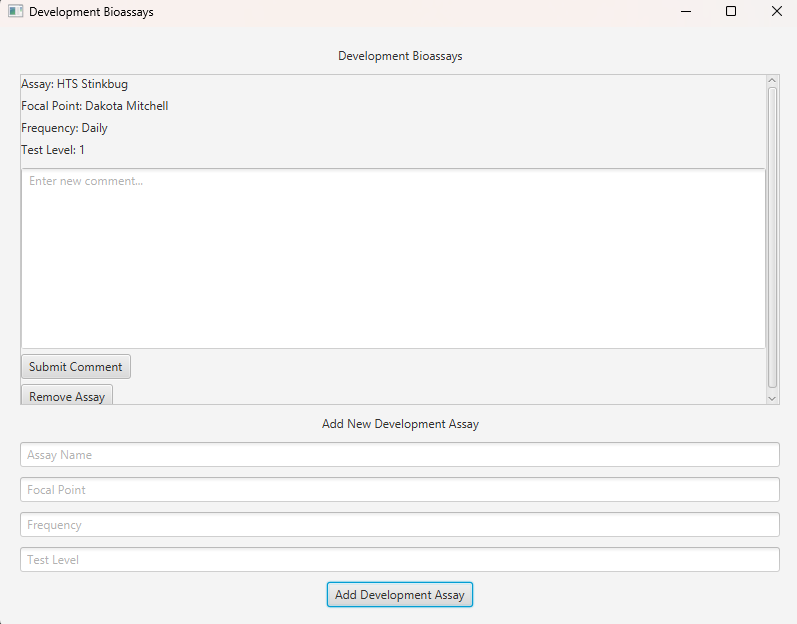 Development Bioassays
Development Bioassays
Assay: HTS Stinkbug
Focal Point: Dakota Mitchell
Frequency: Daily
Test Level: 1
Enter new comment...
Submit Comment
Remove Assay
Add New Development Assay
Assay Name
Focal Point
Frequency
Test Level
Add Development Assay